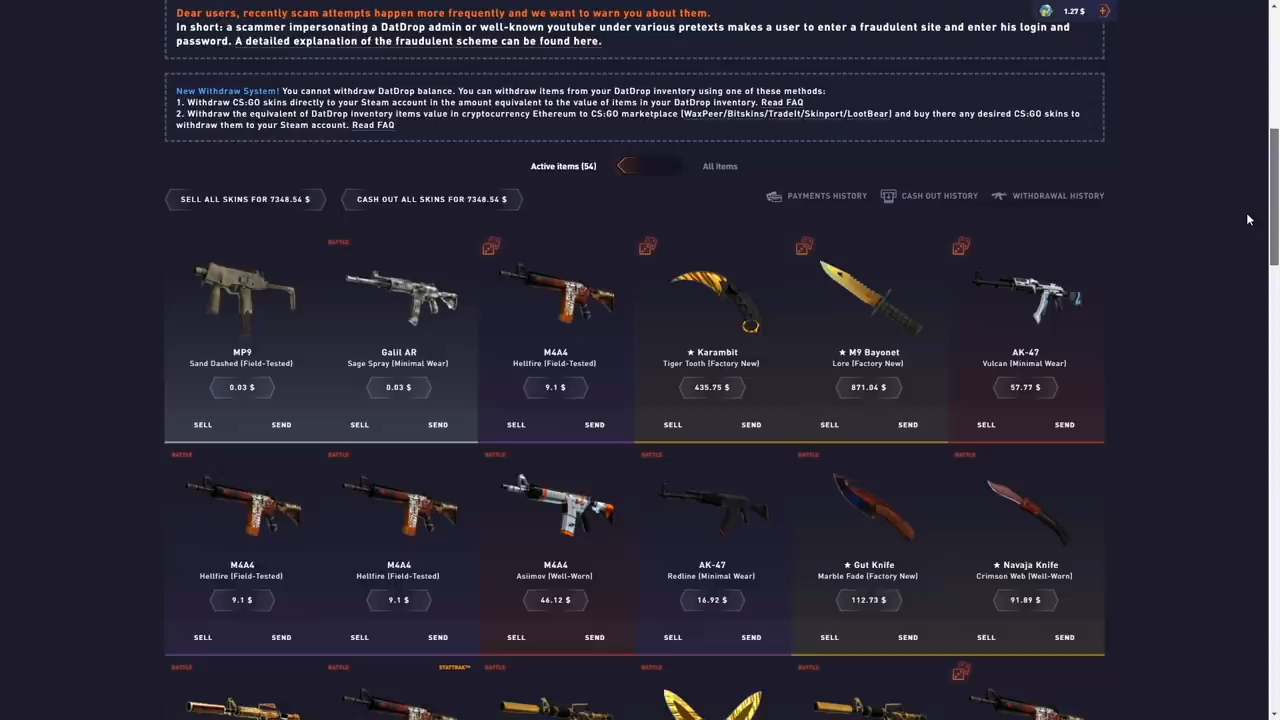 Dear users, recently scam attempts happen more frequently and we want to warn you about them.
1.27 $
In short: a scammer impersonating a DatDrop admin or well-known youtuber under various pretexts makes a user to enter a fraudulent site and enter his login and
password. A detailed explanation of the fraudulent scheme can be found here.
New Withdraw System! You cannot withdraw DatDrop balance. You can withdraw items from your DatDrop inventory using one of these methods:
1. Withdraw CS:GO skins directly to your Steam account in the amount equivalent to the value of items in your DatDrop inventory. Read FAQ
2. Withdraw the equivalent of DatDrop inventory items value in cryptocurrency Ethereum to CS:GO marketplace (WaxPeer/Bitskins/TradeIt/Skinport/LootBear) and buy there any desired CS:GO skins to
withdraw them to your Steam account. Read FAQ
Active items (54) All items
SELL ALL SKINS FOR 7348.54 $ CASH OUT ALL SKINS FOR 7348.54 $ PAYMENTS HISTORY CASH OUT HISTORY WITHDRAWAL HISTORY
BATTLE
MP9 Galil AR M4A4 ★ Karambit ★ M9 Bayonet AK-47
Sand Dashed (Field-Tested) Sage Spray (Minimal Wear) Hellfire (Field-Tested) Tiger Tooth (Factory New) Lore (Factory New) Vulcan (Minimal Wear)
0.03 $ 0.03 $ 9.1 $ 435.75 $ 871.04 $ 57.77 $
SELL SEND SELL SEND SELL SEND SELL SEND SELL SEND SELL SEND
BATTLE BATTLE BATTLE BATTLE BATTLE BATTLE
M4A4 M4A4 M4A4 AK-47 ★ Gut Knife ★ Navaja Knife
Hellfire (Field-Tested) Hellfire (Field-Tested) Asiimov (Well-Worn) Redline (Minimal Wear) Marble Fade (Factory New) Crimson Web (Well-Worn)
9.1 $ 9.1 $ 46.12 $ 16.92 $ 112.73 $ 91.89 $
SELL SEND SELL SEND SELL SEND SELL SEND SELL SEND SELL SEND
BATTLE BATTLE STATTRAK™ BATTLE BATTLE BATTLE